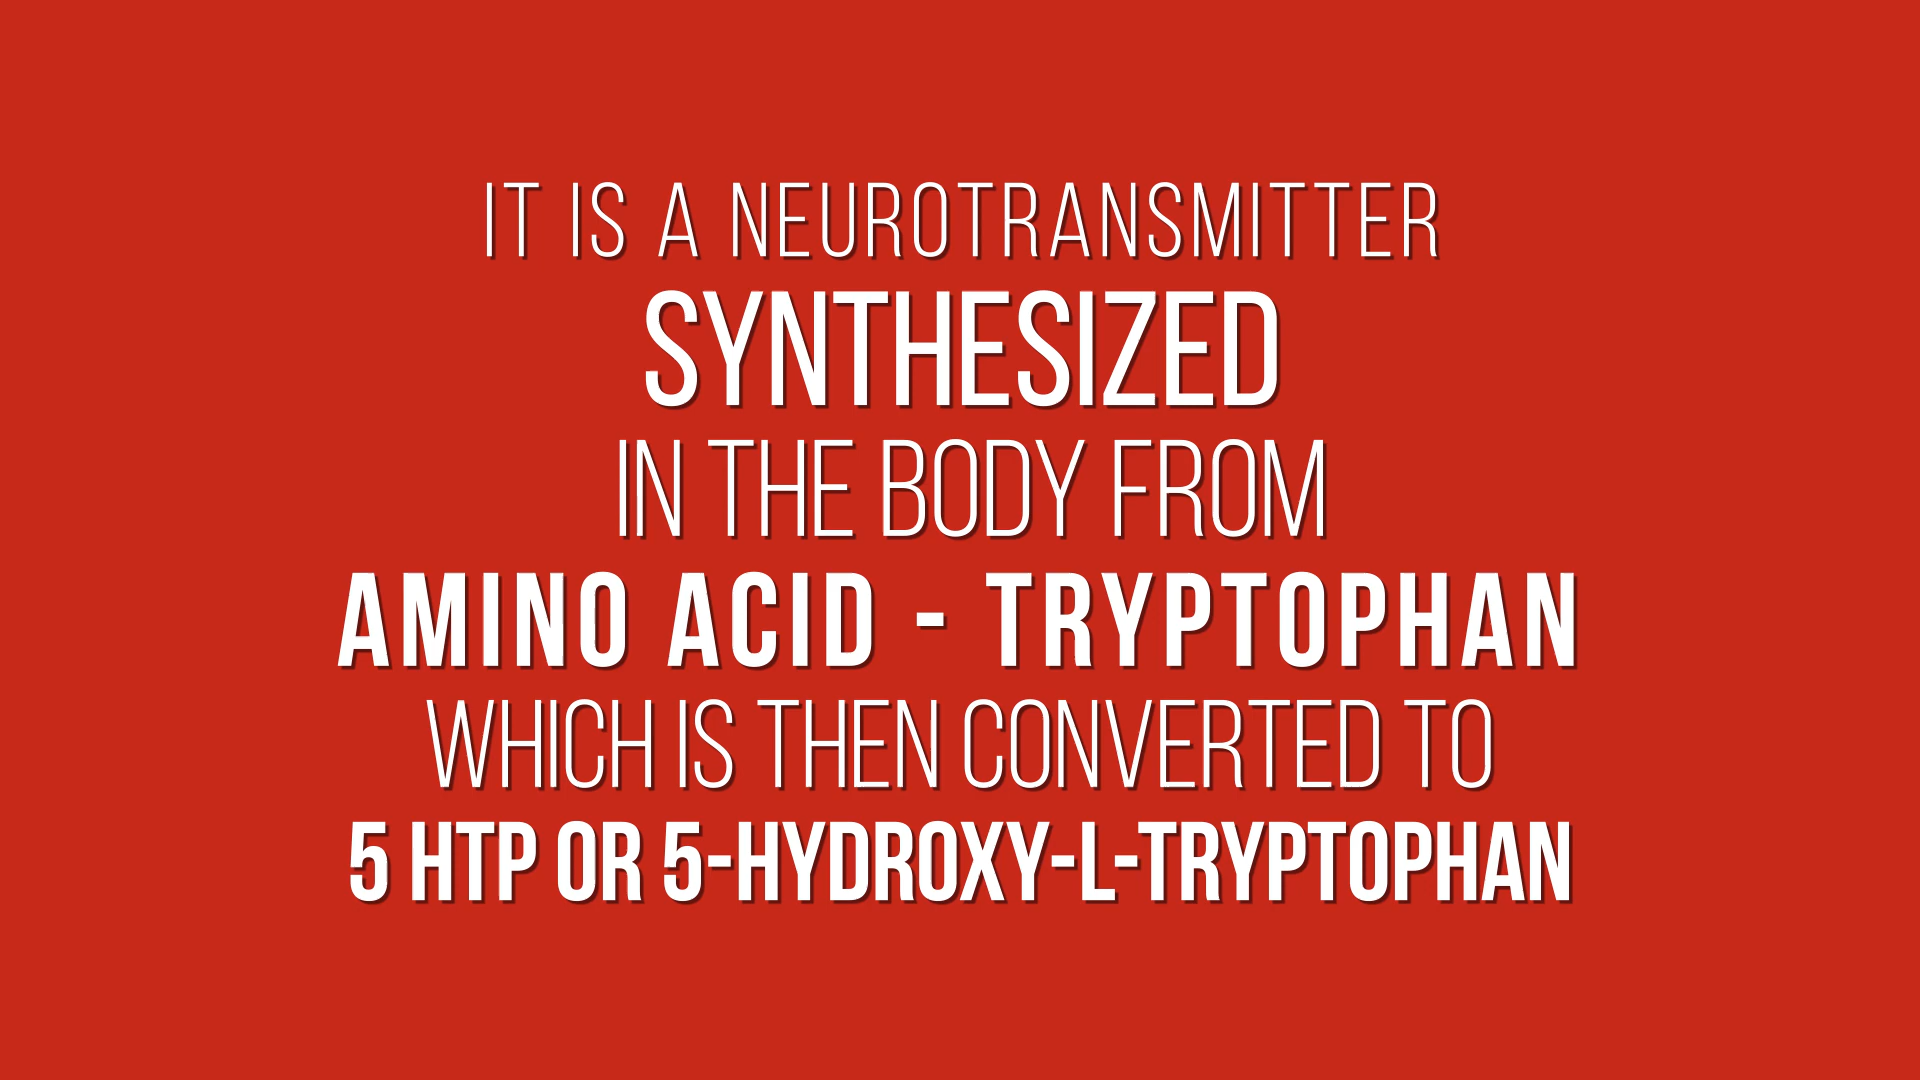 IT IS A NEUROTRANSMITTER
SYNTHESIZED
IN THE BODY FROM
AMINO ACID - TRYPTOPHAN
WHICH IS THEN CONVERTED TO
5 HTP OR 5-HYDROXY-L-TRYPTOPHAN